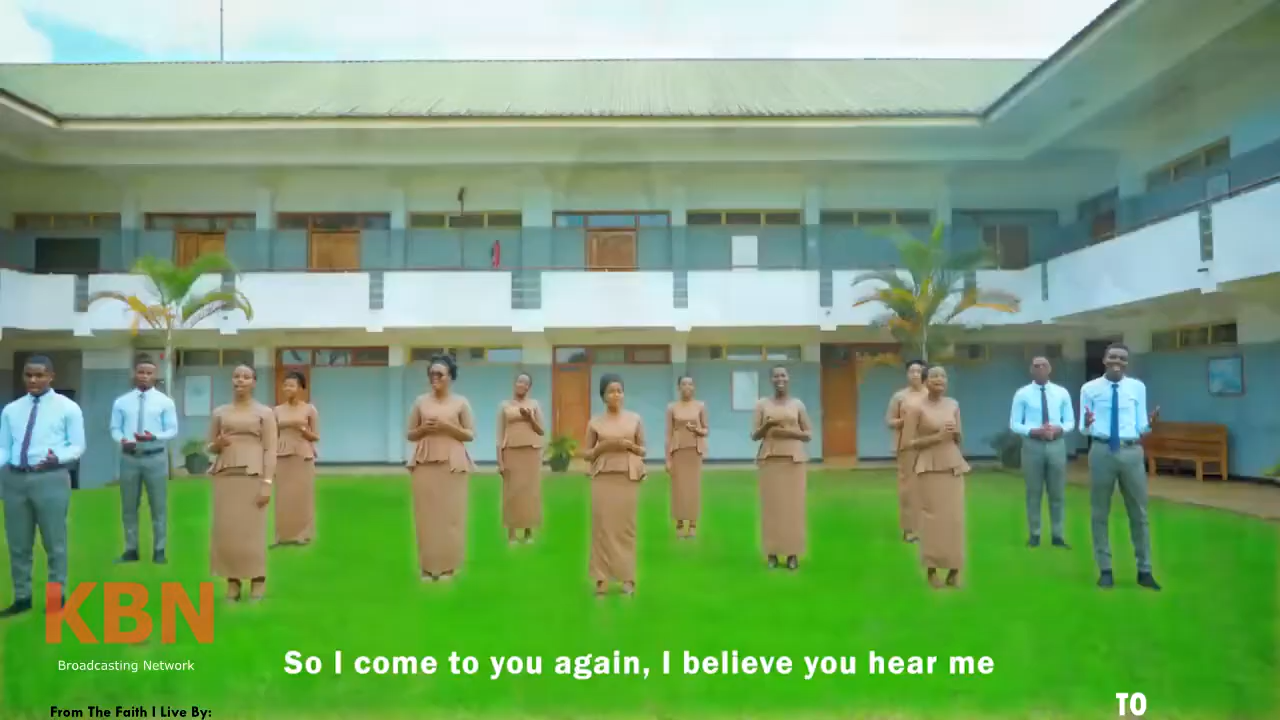 KBN
Broadcasting Network
So I come to you again, I believe you hear me
TO
From The Faith I Live By: